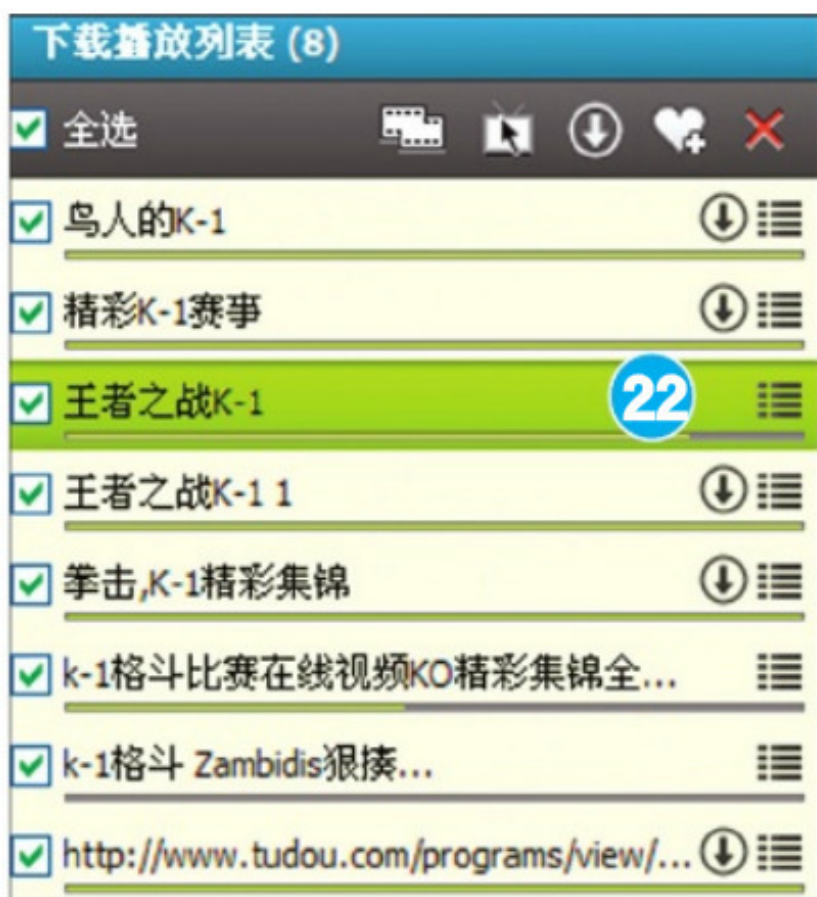 下载播放列表 (8)
全选
鸟人的K-1
精彩K-1赛事
王者之战K-1
22
王者之战K-1 1
拳击,K-1精彩集锦
k-1格斗比赛在线视频KO精彩集锦全...
k-1格斗 Zambidis狠揍...
http://www.tudou.com/programs/view/...